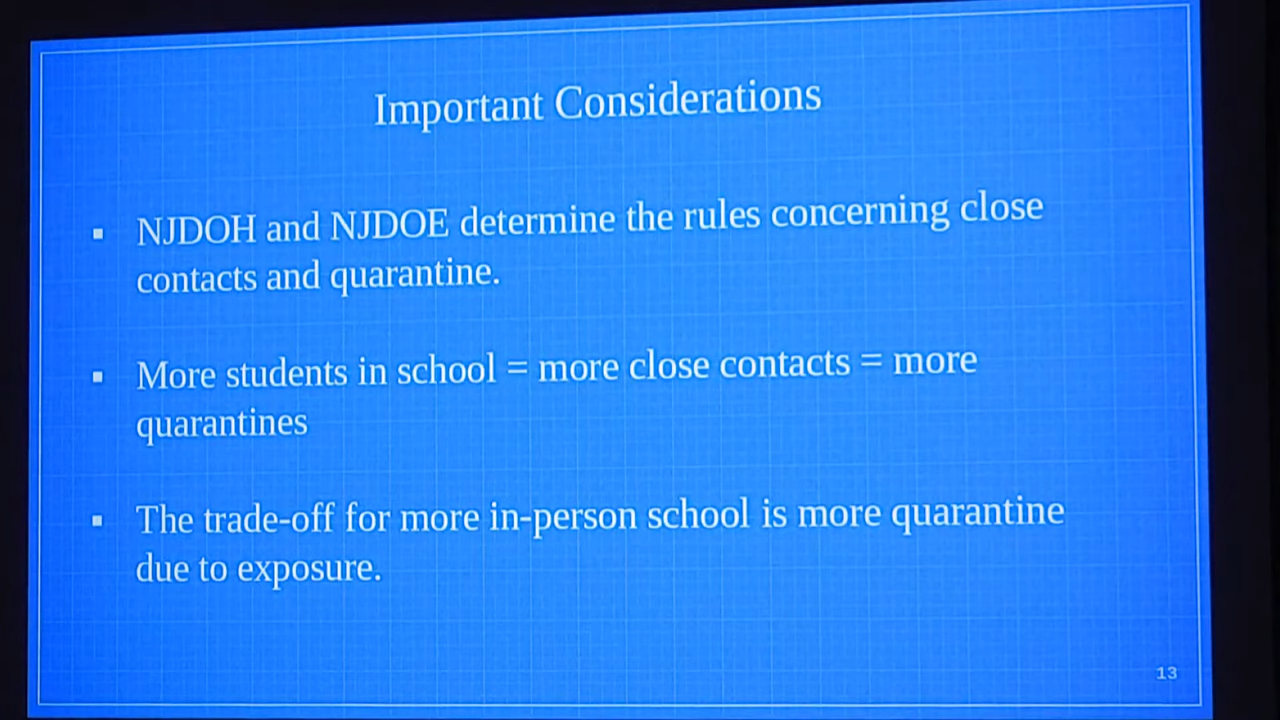 Important Considerations
▪ NJDOH and NJDOE determine the rules concerning close
contacts and quarantine.
▪ More students in school = more close contacts = more
quarantines
▪ The trade-off for more in-person school is more quarantine
due to exposure.
13